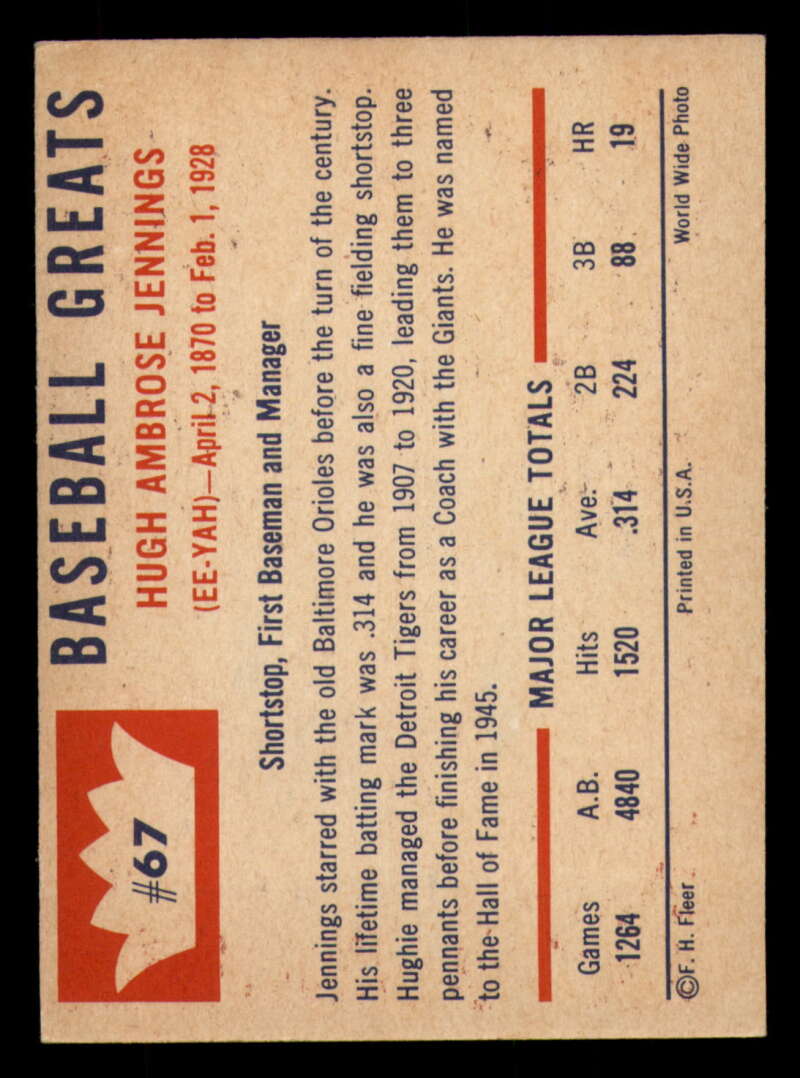 #67
BASEBALL GREATS
HUGH AMBROSE JENNINGS
(EE-YAH)—April 2, 1870 to Feb. 1, 1928
Shortstop, First Baseman and Manager
Jennings starred with the old Baltimore Orioles before the turn of the century.
His lifetime batting mark was .314 and he was also a fine fielding shortstop.
Hughie managed the Detroit Tigers from 1907 to 1920, leading them to three
pennants before finishing his career as a Coach with the Giants. He was named
to the Hall of Fame in 1945.
MAJOR LEAGUE TOTALS
Games A.B. Hits Ave. 2B 3B HR
1264 4840 1520 .314 224 88 19
©F. H. Fleer Printed in U.S.A. World Wide Photo